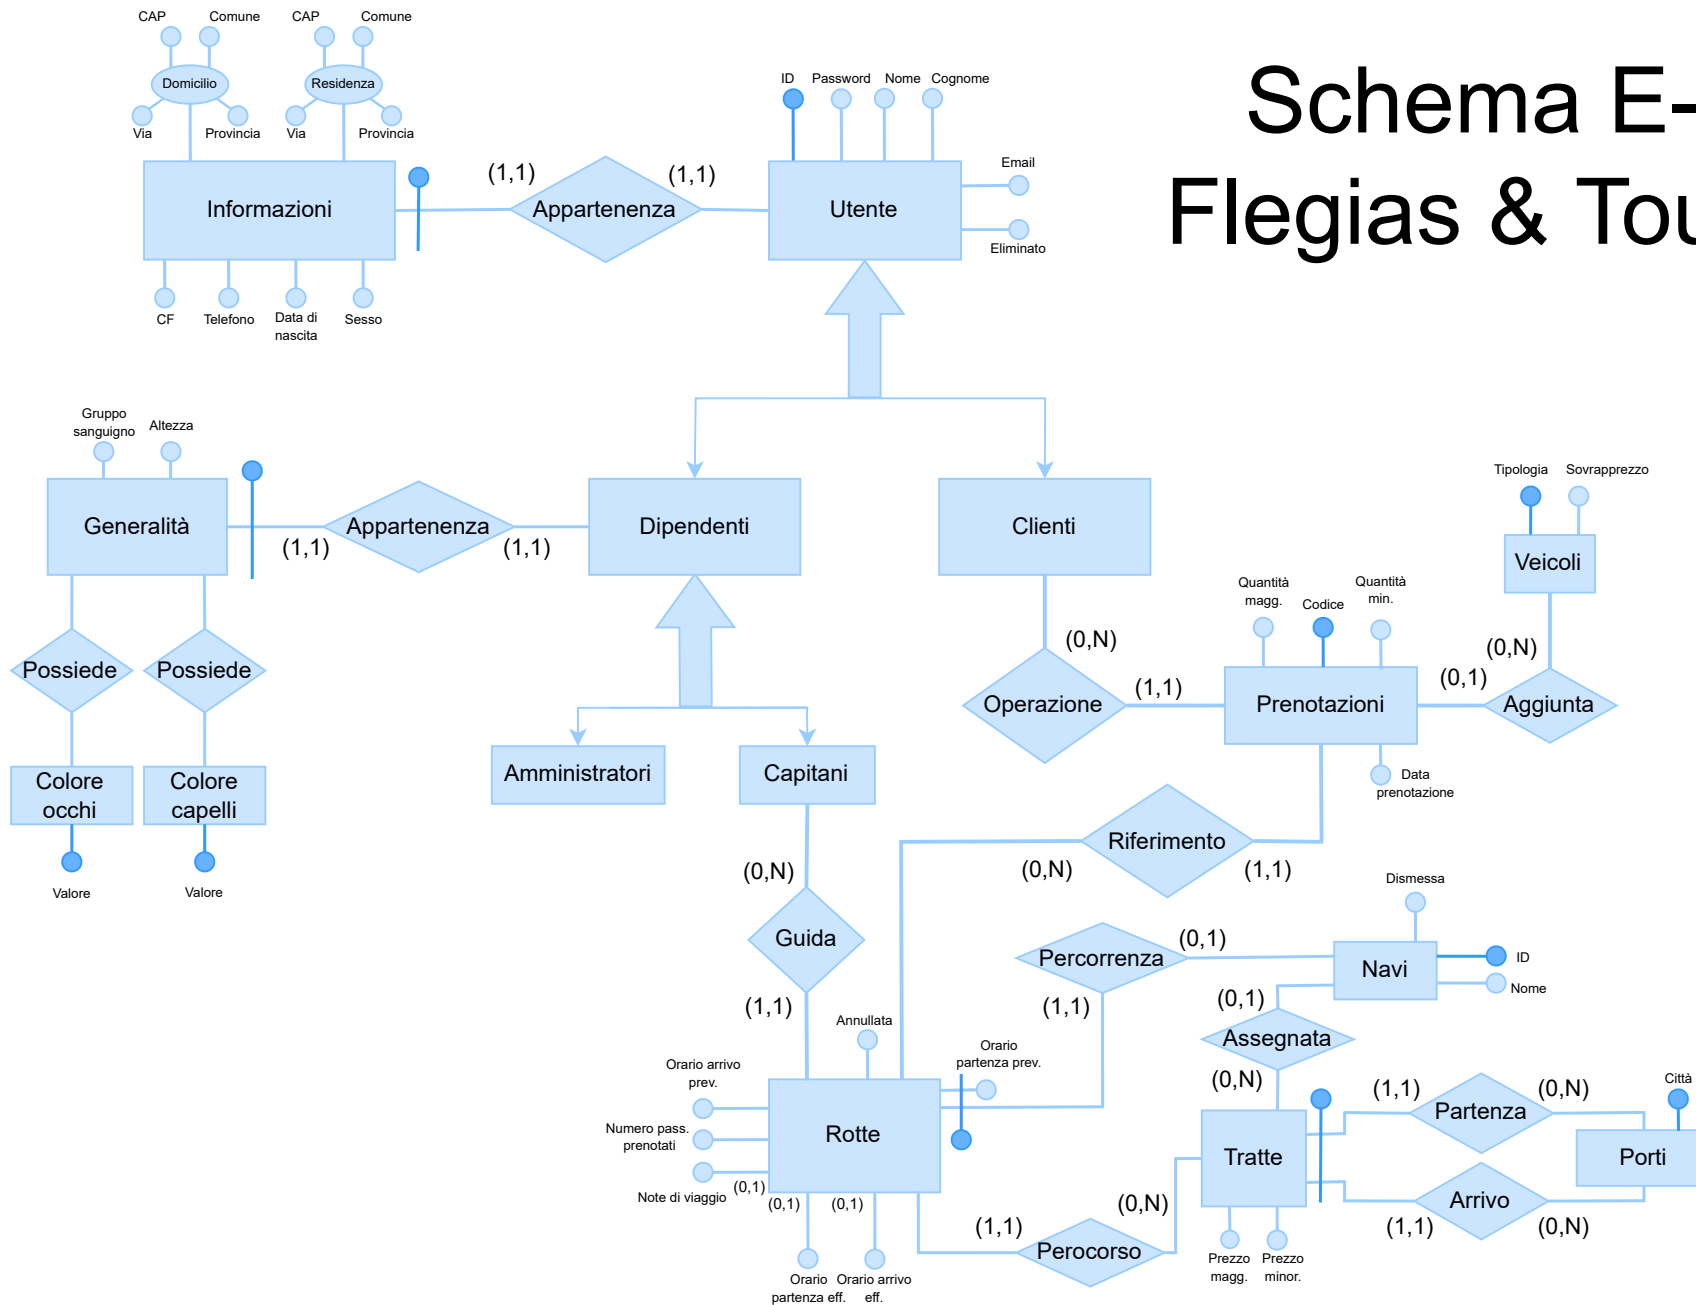 Schema E-
Flegias & Tou
CAP
Comune
CAP
Comune
Domicilio
Residenza
Via
Provincia
Via
Provincia
ID
Password
Nome
Cognome
Email
Eliminato
Informazioni
(1,1)
Appartenenza
(1,1)
Utente
CF
Telefono
Data di
nascita
Sesso
Gruppo
sanguigno
Altezza
Generalità
(1,1)
Appartenenza
(1,1)
Dipendenti
Clienti
Tipologia
Sovrapprezzo
Veicoli
(0,N)
Quantità
magg.
Codice
Quantità
min.
(0,N)
(0,1)
Possiede
Possiede
Operazione
(1,1)
Prenotazioni
Aggiunta
Data
prenotazione
Colore
occhi
Colore
capelli
Valore
Valore
Amministratori
Capitani
(0,N)
Riferimento
(0,N)
(1,1)
Guida
(1,1)
Dismessa
Percorrenza
(0,1)
(1,1)
Navi
ID
Nome
(0,1)
Assegnata
(0,N)
Annullata
Orario
partenza prev.
Orario arrivo
prev.
Numero pass.
prenotati
Note di viaggio
(0,1)
(0,1)
(0,1)
Rotte
Orario
partenza eff.
Orario arrivo
eff.
(1,1)
Perocorso
(0,N)
Tratte
Prezzo
magg.
Prezzo
minor.
(1,1)
Partenza
(0,N)
Città
Porti
(1,1)
Arrivo
(0,N)